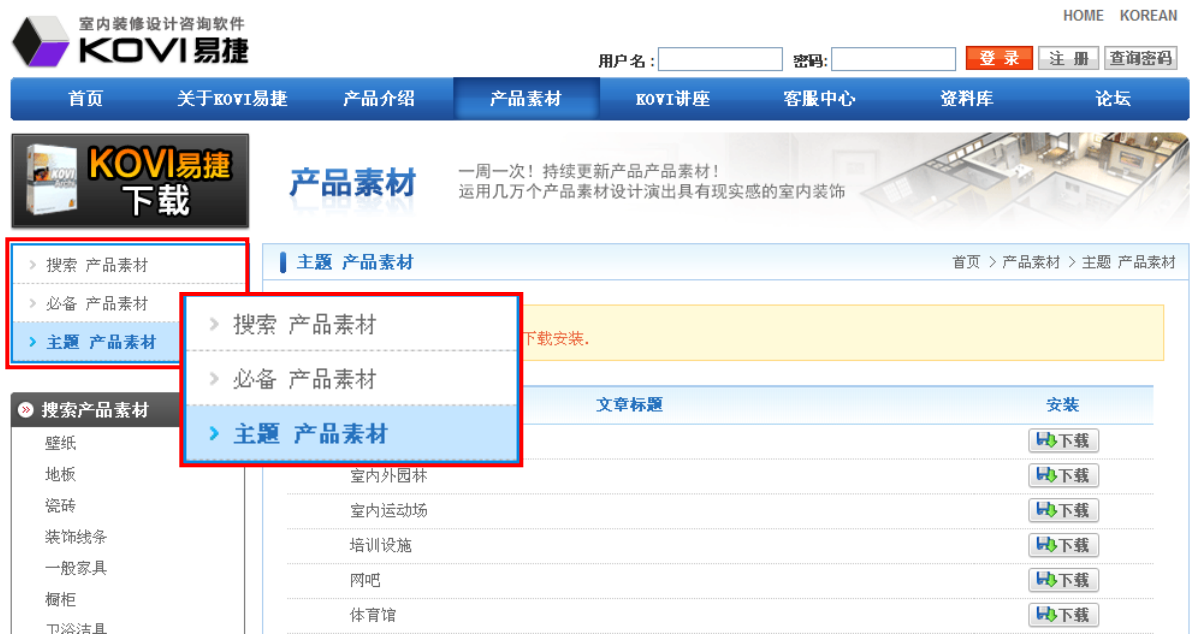 室内装修设计咨询软件
KOVI易捷
HOME KOREAN
用户名:
密码:
登 录
注 册
查询密码
首页 关于KOVI易捷 产品介绍 产品素材 KOVI讲座 客服中心 资料库 论坛
KOVI易捷
下载
产品素材
一周一次！持续更新产品产品素材！
运用几万个产品素材设计演出具有现实感的室内装饰
搜索 产品素材
必备 产品素材
主题 产品素材
主题 产品素材
首页 > 产品素材 > 主题 产品素材
搜索 产品素材
必备 产品素材
主题 产品素材
下载安装.
文章标题 安装
下载
室内外园林 下载
室内运动场 下载
培训设施 下载
网吧 下载
体育馆 下载
搜索产品素材
壁纸
地板
瓷砖
装饰线条
一般家具
橱柜
卫浴洁具